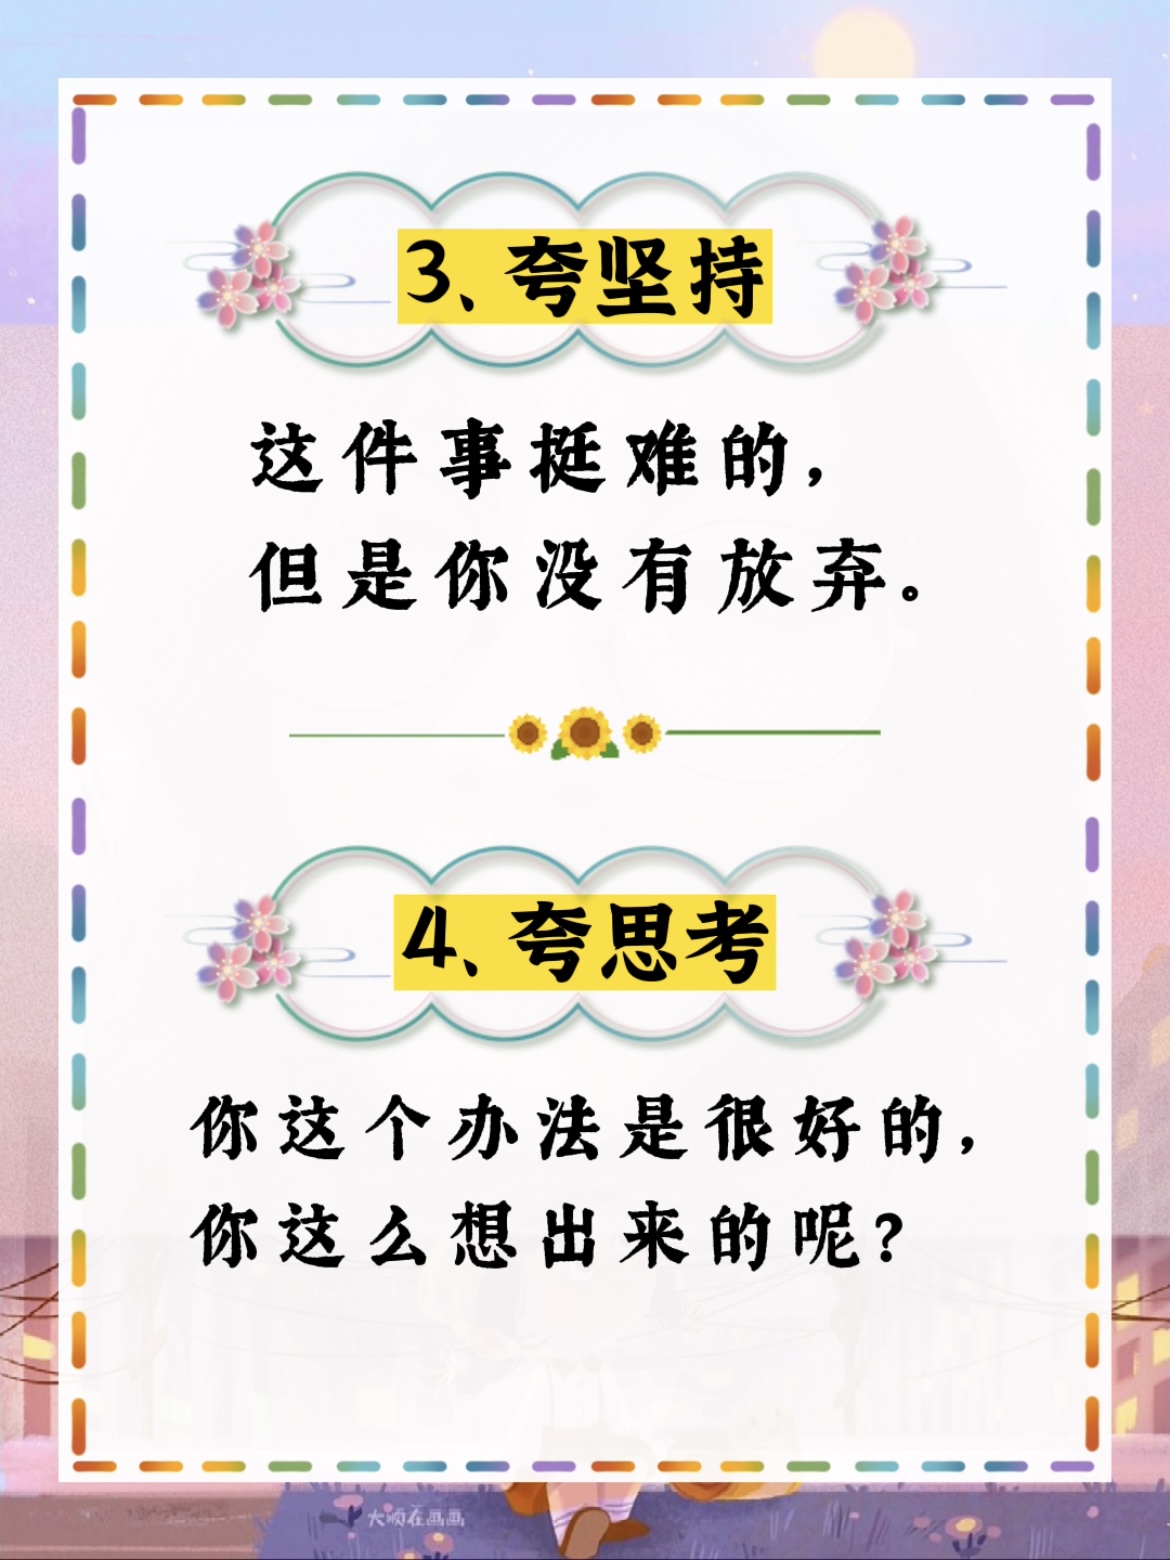 3、夸坚持
这件事挺难的，
但是你没有放弃。
4、夸思考
你这个办法是很好的，
你这么想出来的呢？
大顺在画画